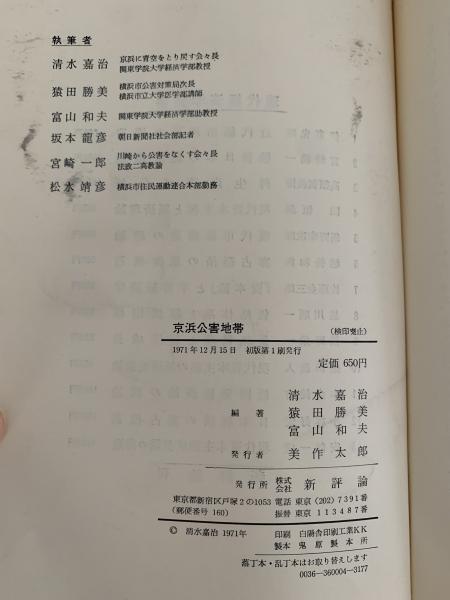 執筆者
清水嘉治 京浜に青空をとり戻す会々長
関東学院大学経済学部教授
猿田勝美 横浜市公害対策局次長
横浜市立大学医学部講師
富山和夫 関東学院大学経済学部助教授
坂本龍彦 朝日新聞社社会部記者
宮崎一郎 川崎から公害をなくす会々長
法政二高教諭
松水靖彦 横浜市住民運動連合本部勤務
京浜公害地帯 (検印廃止)
1971年12月15日 初版第1刷発行
定価 650円
清水嘉治
編著 猿田勝美
富山和夫
発行者 美作太郎
発行所 株式会社 新評論
東京都新宿区戸塚2の1053 電話 東京 (202) 7391番
(郵便番号 160) 振替 東京 113487番
© 清水嘉治 1971年
印刷 白陽舎印刷工業KK
製本 鬼原製本所
落丁本・乱丁本はお取り替えします
0036-360004-3177